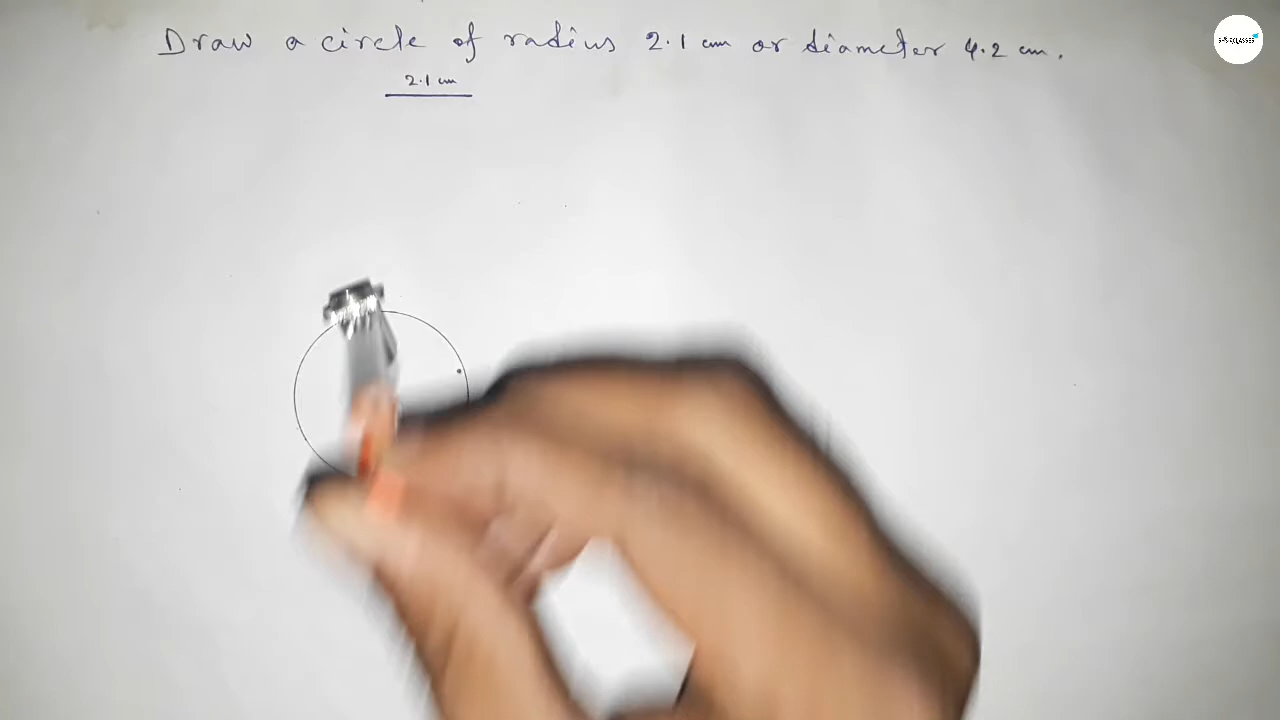 Draw a circle of radius 2.1 cm or diameter 4.2 cm.
2.1 cm